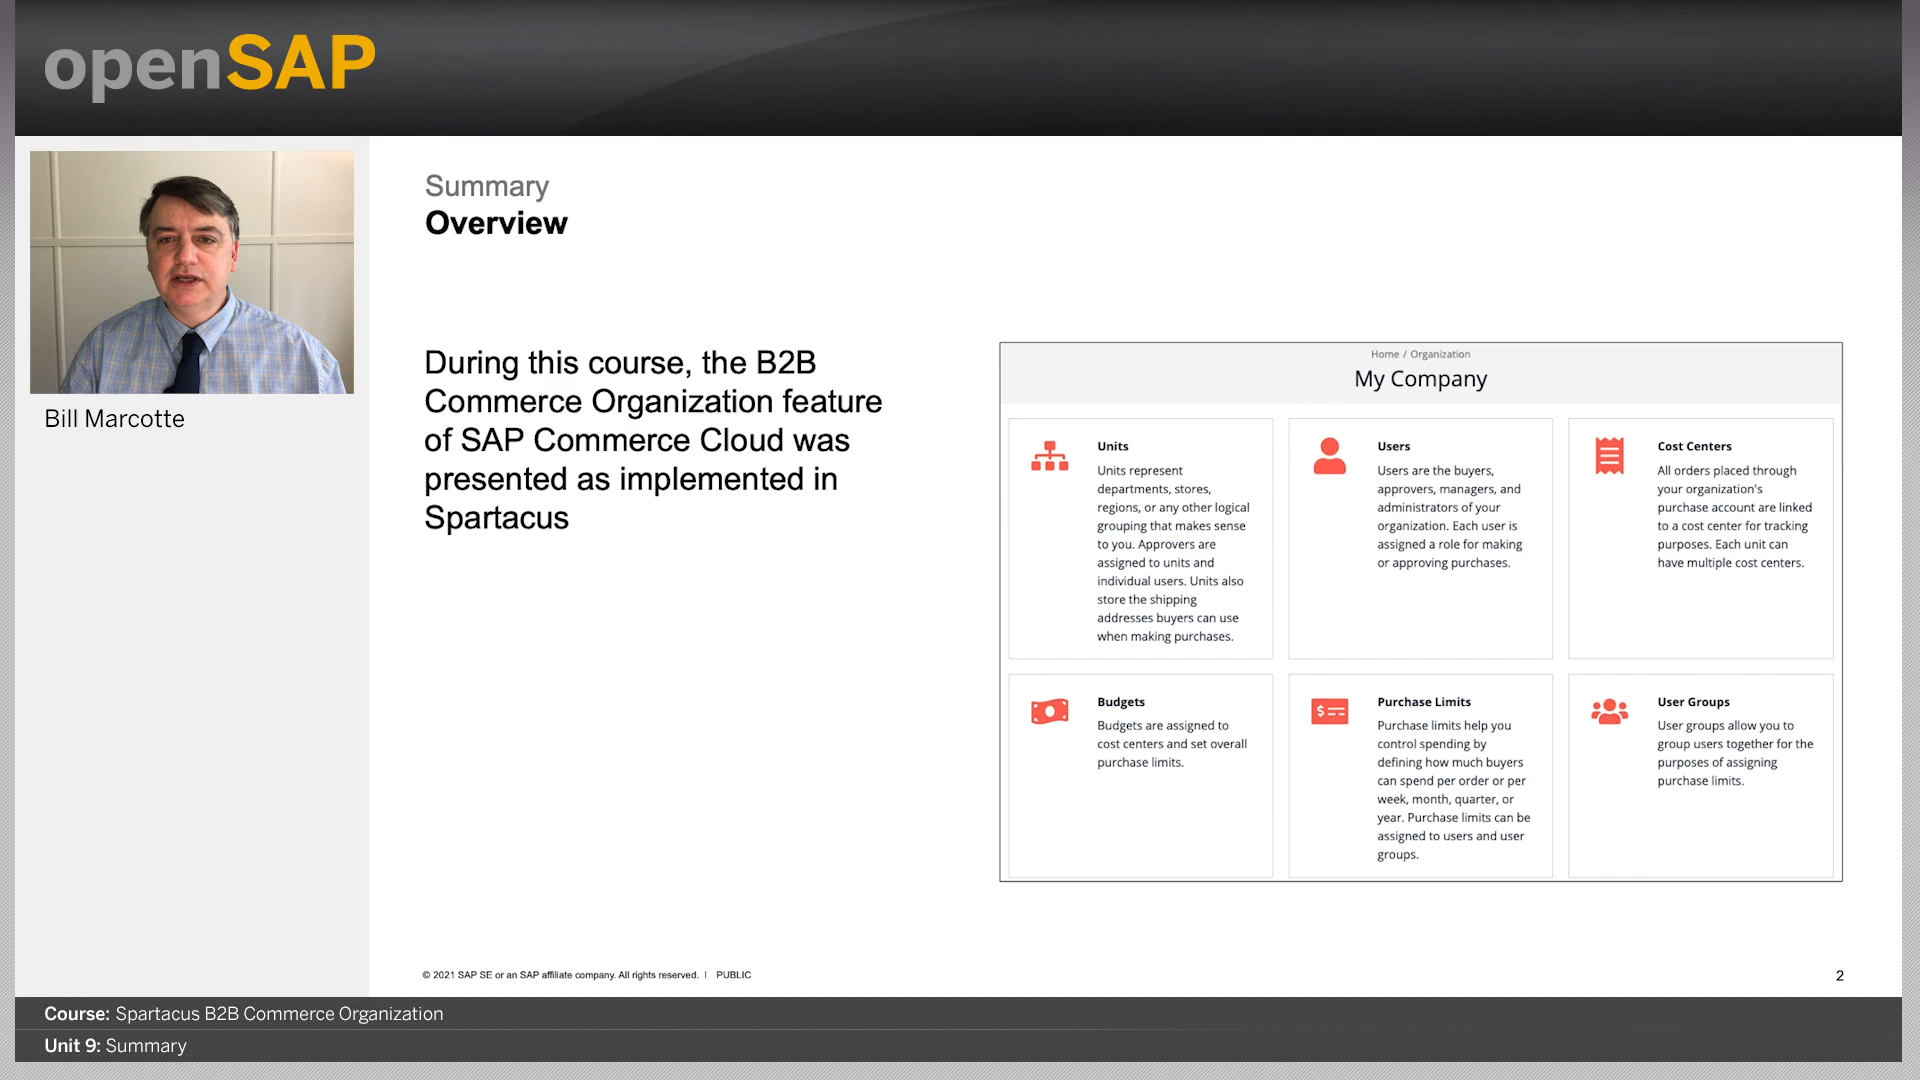 openSAP
Bill Marcotte
Summary
Overview
During this course, the B2B
Commerce Organization feature
of SAP Commerce Cloud was
presented as implemented in
Spartacus
Home / Organization
My Company
Units
Units represent
departments, stores,
regions, or any other logical
grouping that makes sense
to you. Approvers are
assigned to units and
individual users. Units also
store the shipping
addresses buyers can use
when making purchases.
Users
Users are the buyers,
approvers, managers, and
administrators of your
organization. Each user is
assigned a role for making
or approving purchases.
Cost Centers
All orders placed through
your organization's
purchase account are linked
to a cost center for tracking
purposes. Each unit can
have multiple cost centers.
Budgets
Budgets are assigned to
cost centers and set overall
purchase limits.
Purchase Limits
Purchase limits help you
control spending by
defining how much buyers
can spend per order or per
week, month, quarter, or
year. Purchase limits can be
assigned to users and user
groups.
User Groups
User groups allow you to
group users together for the
purposes of assigning
purchase limits.
© 2021 SAP SE or an SAP affiliate company. All rights reserved. | PUBLIC
2
Course: Spartacus B2B Commerce Organization
Unit 9: Summary